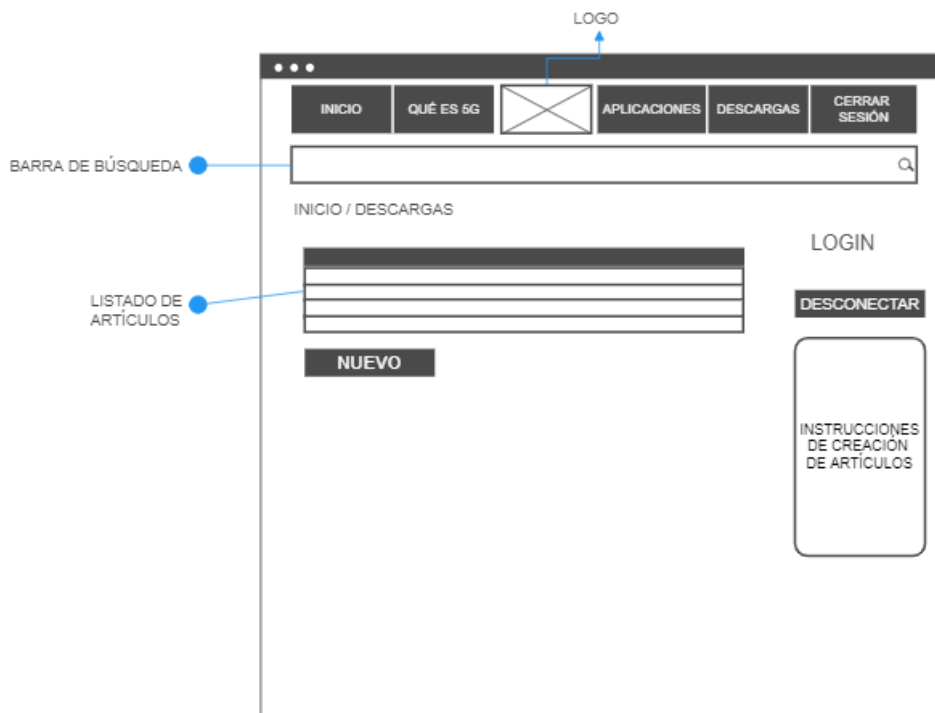 LOGO
INICIO
QUÉ ES 5G
APLICACIONES
DESCARGAS
CERRAR
SESIÓN
BARRA DE BÚSQUEDA
INICIO / DESCARGAS
LOGIN
LISTADO DE
ARTÍCULOS
DESCONECTAR
NUEVO
INSTRUCCIONES
DE CREACIÓN
DE ARTÍCULOS